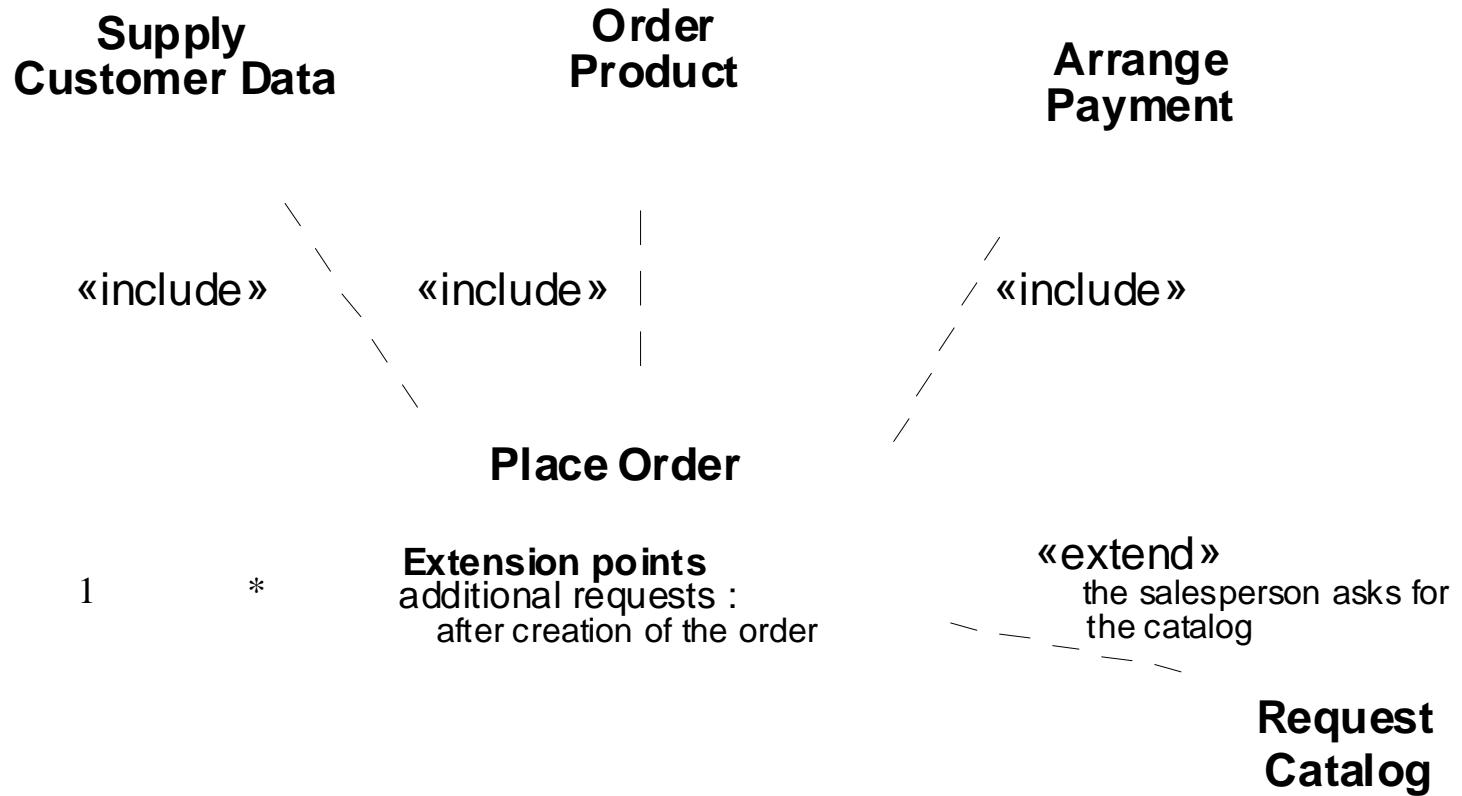 Supply
Customer Data
Order
Product
Arrange
Payment
«include»
«include»
«include»
Place Order
1
*
Extension points
additional requests :
after creation of the order
«extend»
the salesperson asks for
the catalog
Request
Catalog